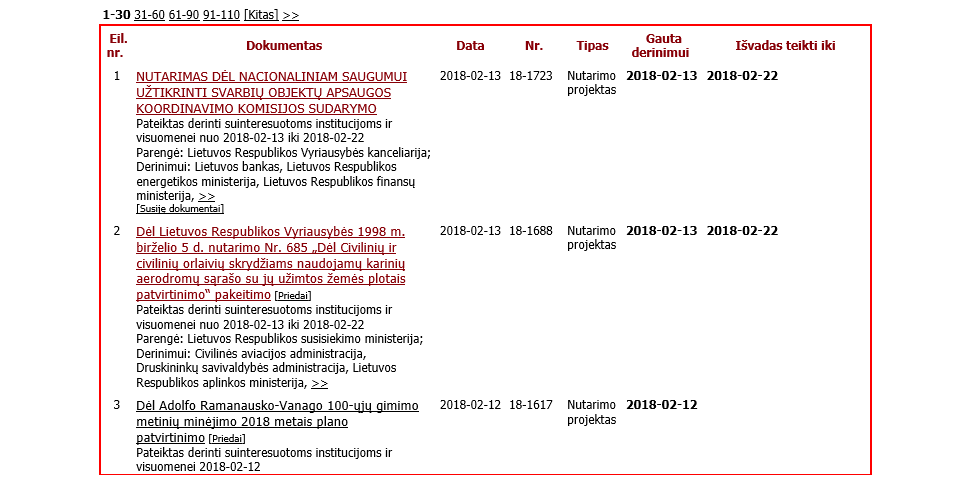 1-30 31-60 61-90 91-110 [Kitas] >>
Eil. nr. Dokumentas Data Nr. Tipas Gauta derinimui Išvadas teikti iki
1 NUTARIMAS DĖL NACIONALINIAM SAUGUMUI 2018-02-13 18-1723 Nutarimo 2018-02-13 2018-02-22
UŽTIKRINTI SVARBIŲ OBJEKTŲ APSAUGOS projektas
KOORDINAVIMO KOMISIJOS SUDARYMO
Pateiktas derinti suinteresuotoms institucijoms ir
visuomenei nuo 2018-02-13 iki 2018-02-22
Parengė: Lietuvos Respublikos Vyriausybės kanceliarija;
Derinimui: Lietuvos bankas, Lietuvos Respublikos
energetikos ministerija, Lietuvos Respublikos finansų
ministerija, >>
[Susiję dokumentai]
2 Dėl Lietuvos Respublikos Vyriausybės 1998 m. 2018-02-13 18-1688 Nutarimo 2018-02-13 2018-02-22
birželio 5 d. nutarimo Nr. 685 „Dėl Civilinių ir projektas
civilinių orlaivių skrydžiams naudojamų karinių
aerodromų sąrašo su jų užimtos žemės plotais
patvirtinimo“ pakeitimo [Priedai]
Pateiktas derinti suinteresuotoms institucijoms ir
visuomenei nuo 2018-02-13 iki 2018-02-22
Parengė: Lietuvos Respublikos susisiekimo ministerija;
Derinimui: Civilinės aviacijos administracija,
Druskininkų savivaldybės administracija, Lietuvos
Respublikos aplinkos ministerija, >>
3 Dėl Adolfo Ramanausko-Vanago 100-ųjų gimimo 2018-02-12 18-1617 Nutarimo 2018-02-12
metinių minėjimo 2018 metais plano projektas
patvirtinimo [Priedai]
Pateiktas derinti suinteresuotoms institucijoms ir
visuomenei 2018-02-12